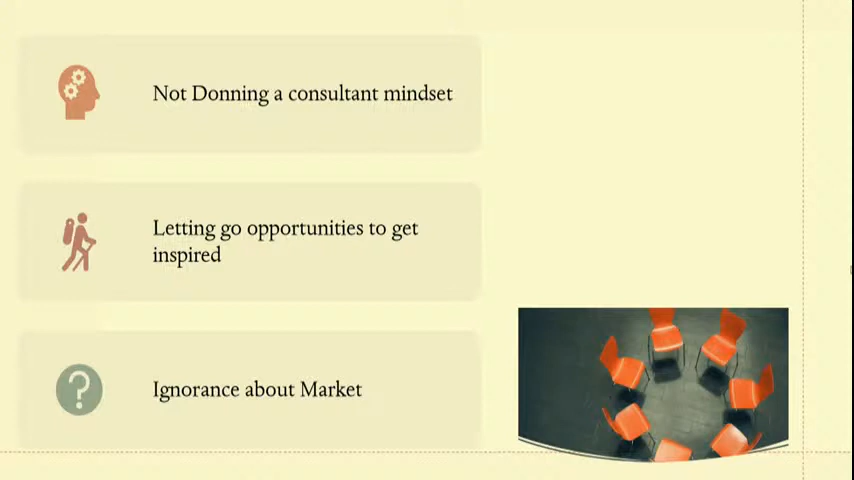 Not Donning a consultant mindset
Letting go opportunities to get
inspired
Ignorance about Market